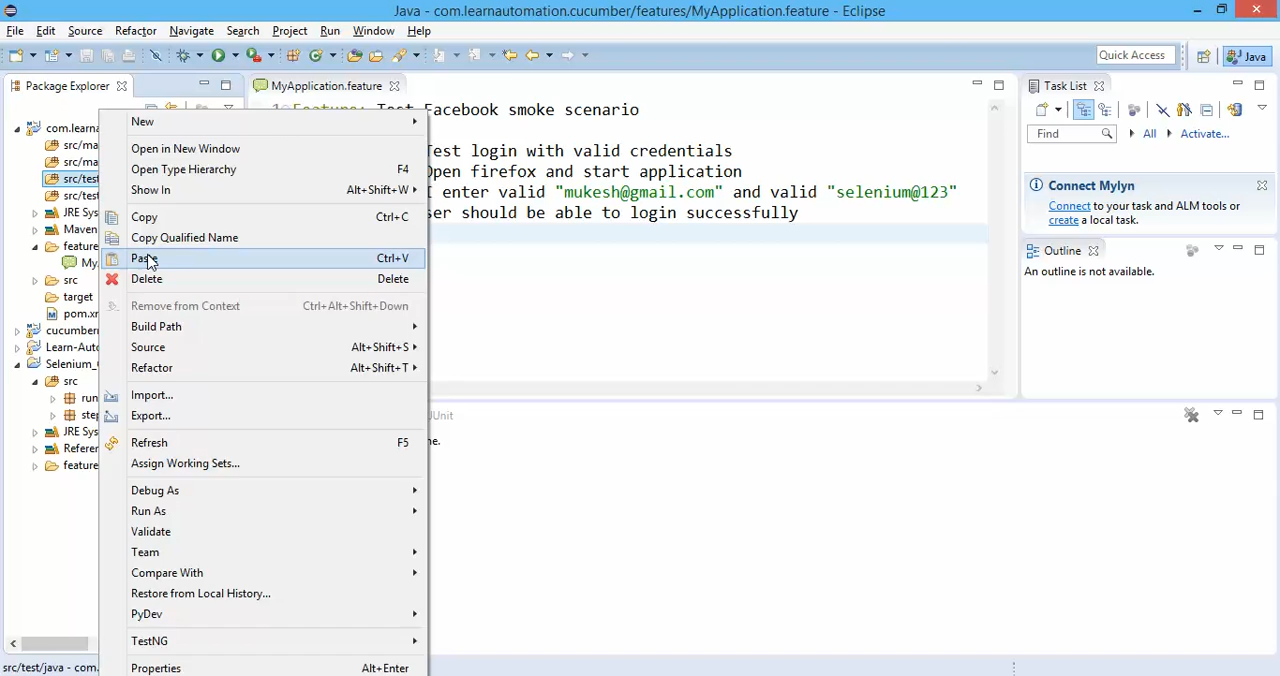 Java - com.learnautomation.cucumber/features/MyApplication.feature - Eclipse
File Edit Source Refactor Navigate Search Project Run Window Help
Quick Access
Java
Package Explorer
MyApplication.feature
Task List
Feature: Test Facebook smoke scenario
Test login with valid credentials
Open firefox and start application
I enter valid "mukesh@gmail.com" and valid "selenium@123"
ser should be able to login successfully
Find
All
Activate...
Connect Mylyn
Connect to your task and ALM tools or
create a local task.
Outline
An outline is not available.
com.learna
src/ma
src/ma
src/test
src/test
JRE Sys
Maven
feature
My
src
target
pom.xm
cucumber
Learn-Auto
Selenium_
src
run
step
JRE Sys
Refere
feature
New
Open in New Window
Open Type Hierarchy F4
Show In Alt+Shift+W
Copy Ctrl+C
Copy Qualified Name
Paste Ctrl+V
Delete Delete
Remove from Context Ctrl+Alt+Shift+Down
Build Path
Source Alt+Shift+S
Refactor Alt+Shift+T
Import...
Export...
Refresh F5
Assign Working Sets...
Debug As
Run As
Validate
Team
Compare With
Restore from Local History...
PyDev
TestNG
Properties Alt+Enter
JUnit
ne.
src/test/java - com.